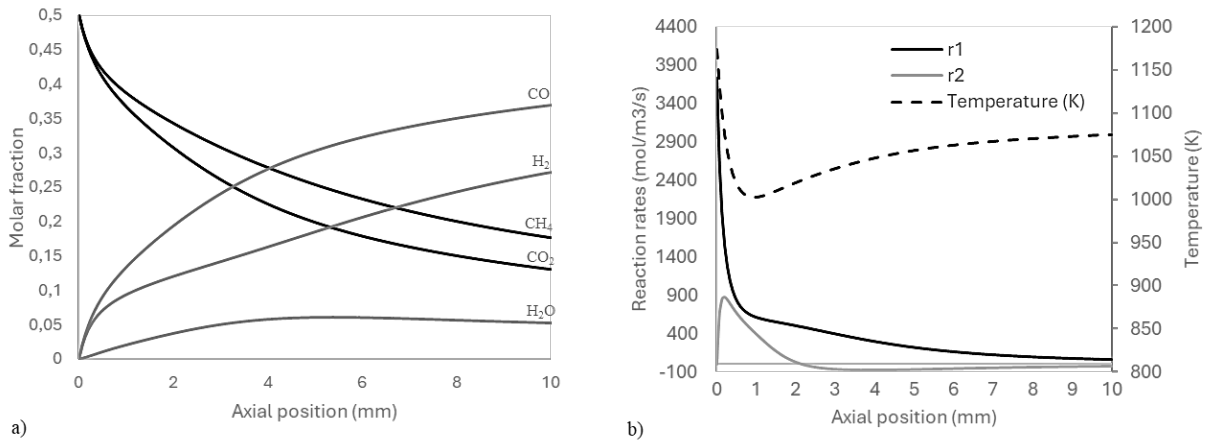 0,5
0,45
0,4
0,35
0,3
0,25
0,2
0,15
0,1
0,05
0
Molar fraction
CO
H2
CH4
CO2
H2O
0 2 4 6 8 10
Axial position (mm)
a)
4400
3900
3400
2900
2400
1900
1400
900
400
-100
Reaction rates (mol/m3/s)
r1
r2
Temperature (K)
1200
1150
1100
1050
1000
950
900
850
800
Temperature (K)
0 1 2 3 4 5 6 7 8 9 10
Axial position (mm)
b)